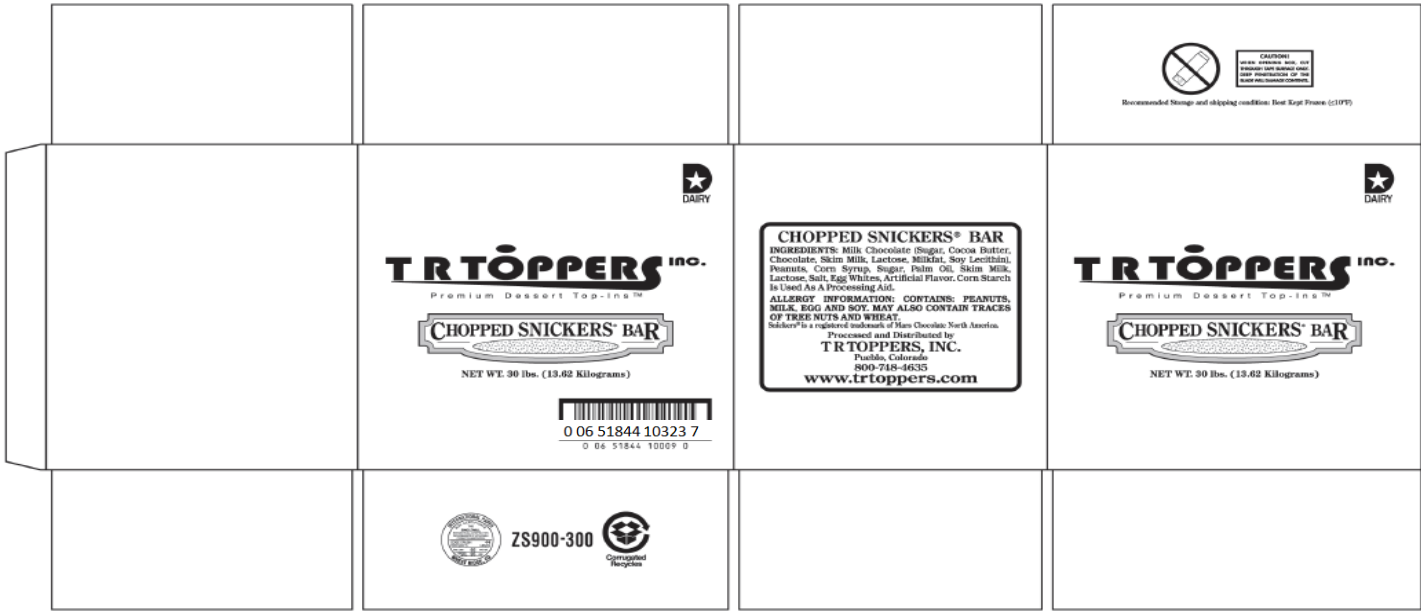 CAUTION!
WHEN OPENING BOX, CUT
THROUGH TAPE SURFACE ONLY.
DEEP PENETRATION OF THE
BLADE WILL DAMAGE CONTENTS.
Recommended Storage and shipping condition: Best Kept Frozen (≤10°F)
D
DAIRY
T R TOPPERS INC.
Premium Dessert Top-Ins™
CHOPPED SNICKERS® BAR
NET WT. 30 lbs. (13.62 Kilograms)
0 06 51844 10323 7
0 06 51844 10009 0
CHOPPED SNICKERS® BAR
INGREDIENTS: Milk Chocolate (Sugar, Cocoa Butter,
Chocolate, Skim Milk, Lactose, Milkfat, Soy Lecithin),
Peanuts, Corn Syrup, Sugar, Palm Oil, Skim Milk,
Lactose, Salt, Egg Whites, Artificial Flavor. Corn Starch
Is Used As A Processing Aid.
ALLERGY INFORMATION: CONTAINS: PEANUTS,
MILK, EGG AND SOY. MAY ALSO CONTAIN TRACES
OF TREE NUTS AND WHEAT.
Snickers® is a registered trademark of Mars Chocolate North America.
Processed and Distributed by
T R TOPPERS, INC.
Pueblo, Colorado
800-748-4635
www.trtoppers.com
D
DAIRY
T R TOPPERS INC.
Premium Dessert Top-Ins™
CHOPPED SNICKERS® BAR
NET WT. 30 lbs. (13.62 Kilograms)
INTERNATIONAL PAPER
ZS900-300
Corrugated
Recycles